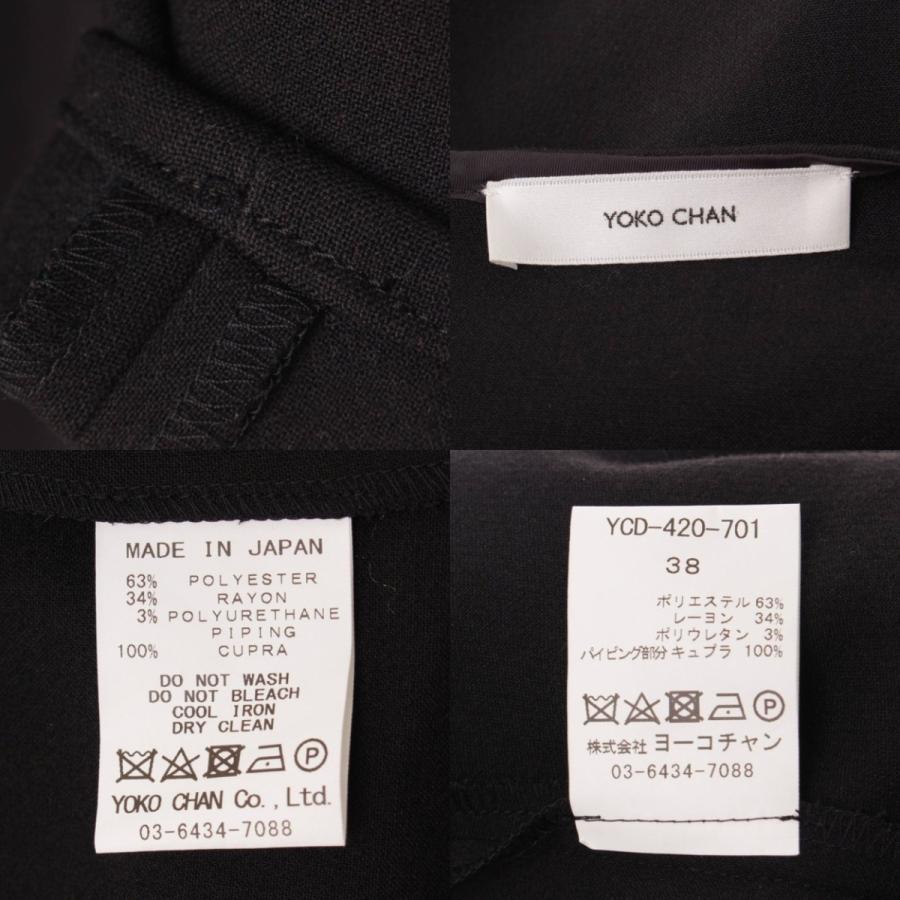 YOKO CHAN
MADE IN JAPAN
63% POLYESTER
34% RAYON
3% POLYURETHANE
PIPING
100% CUPRA
DO NOT WASH
DO NOT BLEACH
COOL IRON
DRY CLEAN
P
YOKO CHAN Co.,Ltd.
03-6434-7088
YCD-420-701
38
ポリエステル 63%
レーヨン 34%
ポリウレタン 3%
パイピング部分 キュプラ 100%
P
株式会社 ヨーコチャン
03-6434-7088